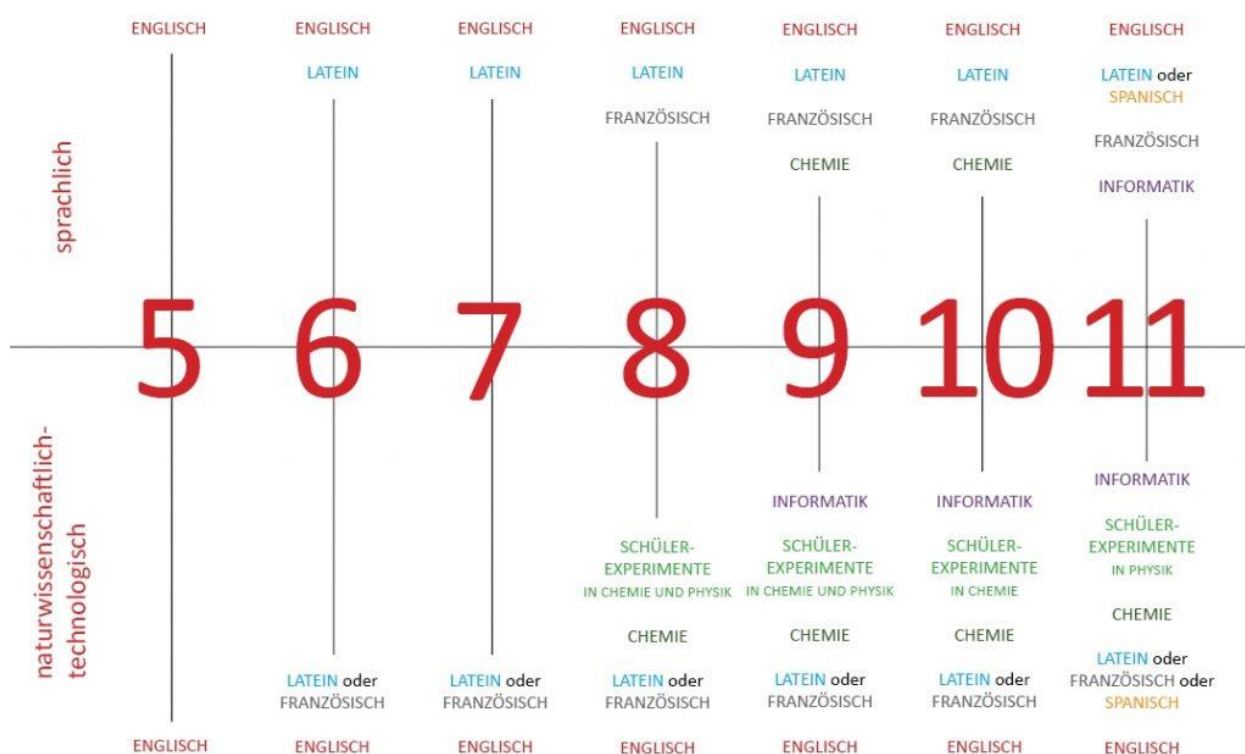 ENGLISCH ENGLISCH ENGLISCH ENGLISCH ENGLISCH ENGLISCH ENGLISCH
LATEIN LATEIN LATEIN LATEIN LATEIN LATEIN oder
SPANISCH
FRANZÖSISCH FRANZÖSISCH FRANZÖSISCH
FRANZÖSISCH
CHEMIE CHEMIE
INFORMATIK
sprachlich
5 6 7 8 9 10 11
naturwissenschaftlich-
technologisch
INFORMATIK
INFORMATIK INFORMATIK
SCHÜLER-
EXPERIMENTE
IN PHYSIK
SCHÜLER- SCHÜLER- SCHÜLER-
EXPERIMENTE EXPERIMENTE EXPERIMENTE
IN CHEMIE UND PHYSIK IN CHEMIE UND PHYSIK IN CHEMIE
CHEMIE
CHEMIE CHEMIE CHEMIE
LATEIN oder
FRANZÖSISCH oder
SPANISCH
LATEIN oder LATEIN oder LATEIN oder LATEIN oder LATEIN oder
FRANZÖSISCH FRANZÖSISCH FRANZÖSISCH FRANZÖSISCH FRANZÖSISCH
ENGLISCH ENGLISCH ENGLISCH ENGLISCH ENGLISCH ENGLISCH ENGLISCH